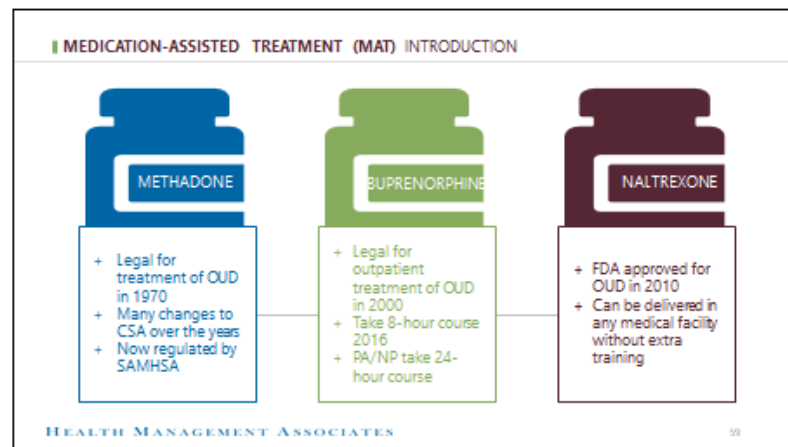 MEDICATION-ASSISTED TREATMENT (MAT) INTRODUCTION
METHADONE
+ Legal for
treatment of OUD
in 1970
+ Many changes to
CSA over the years
+ Now regulated by
SAMHSA
BUPRENORPHINE
+ Legal for
outpatient
treatment of OUD
in 2000
+ Take 8-hour course
2016
+ PA/NP take 24-
hour course
NALTREXONE
+ FDA approved for
OUD in 2010
+ Can be delivered in
any medical facility
without extra
training
HEALTH MANAGEMENT ASSOCIATES
59